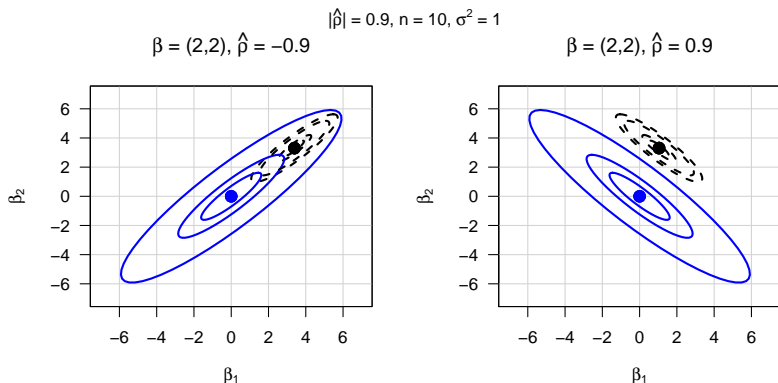 |ρ̂| = 0.9, n = 10, σ² = 1
β = (2,2), ρ̂ = −0.9
β = (2,2), ρ̂ = 0.9
6
4
2
0
−2
−4
−6
β₂
−6 −4 −2 0 2 4 6
β₁
6
4
2
0
−2
−4
−6
β₂
−6 −4 −2 0 2 4 6
β₁